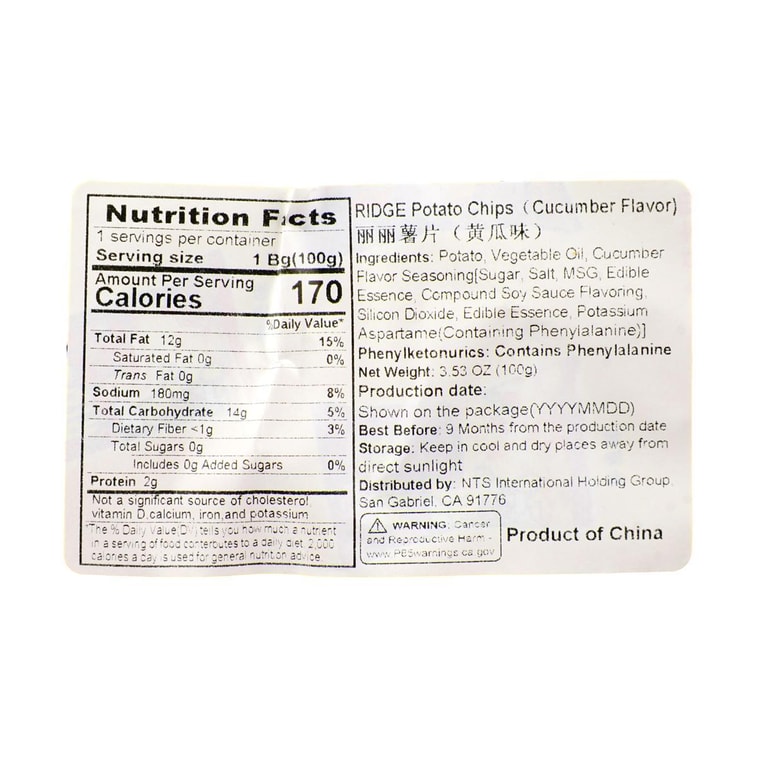 Nutrition Facts
1 servings per container
Serving size 1 Bg(100g)
Amount Per Serving
Calories 170
%Daily Value*
Total Fat 12g 15%
Saturated Fat 0g 0%
Trans Fat 0g
Sodium 180mg 8%
Total Carbohydrate 14g 5%
Dietary Fiber <1g 3%
Total Sugars 0g
Includes 0g Added Sugars 0%
Protein 2g
Not a significant source of cholesterol,
vitamin D,calcium, iron,and potassium
*The % Daily Value(DV) tells you how much a nutrient
in a serving of food conterbutes to a daily diet. 2,000
calories a day is used for general nutrition advice.
RIDGE Potato Chips (Cucumber Flavor)
丽丽薯片（黄瓜味）
Ingredients: Potato, Vegetable Oil, Cucumber
Flavor Seasoning[Sugar, Salt, MSG, Edible
Essence, Compound Soy Sauce Flavoring,
Silicon Dioxide, Edible Essence, Potassium
Aspartame(Containing Phenylalanine)]
Phenylketonurics: Contains Phenylalanine
Net Weight: 3.53 OZ (100g)
Production date:
Shown on the package(YYYYMMDD)
Best Before: 9 Months from the production date
Storage: Keep in cool and dry places away from
direct sunlight
Distributed by: NTS International Holding Group.
San Gabriel, CA 91776
WARNING: Cancer
and Reproductive Harm -
www.P65warnings.ca.gov
Product of China